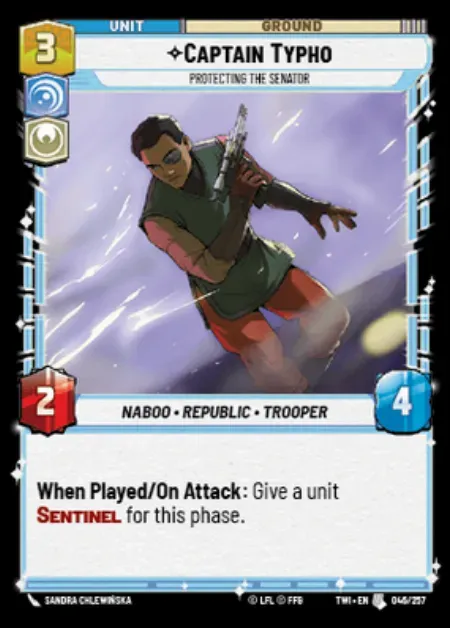 3
UNIT GROUND
✧CAPTAIN TYPHO
PROTECTING THE SENATOR
2 4
NABOO • REPUBLIC • TROOPER
When Played/On Attack: Give a unit
SENTINEL for this phase.
SANDRA CHLEWIŃSKA © LFL © FFG TWI • EN 046/257